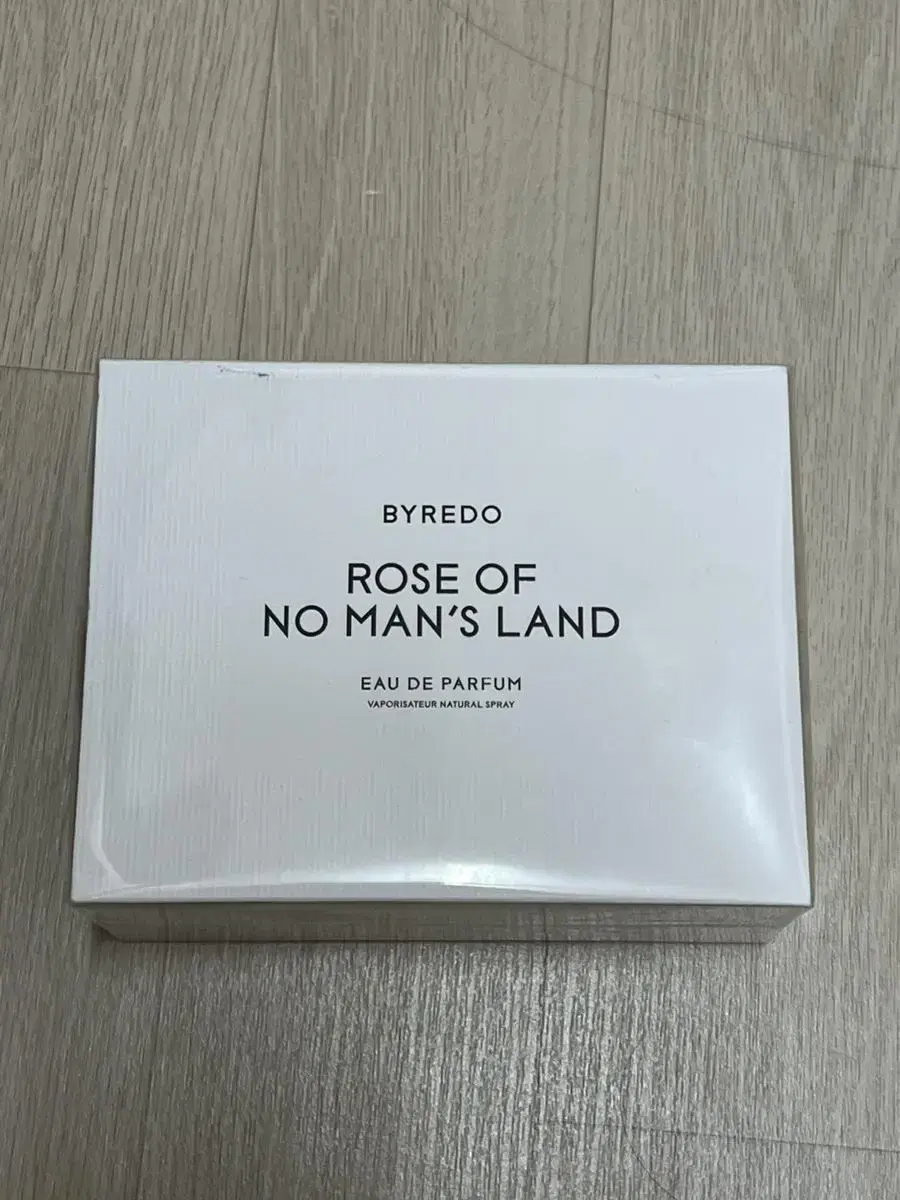 BYREDO
ROSE OF
NO MAN'S LAND
EAU DE PARFUM
VAPORISATEUR NATURAL SPRAY